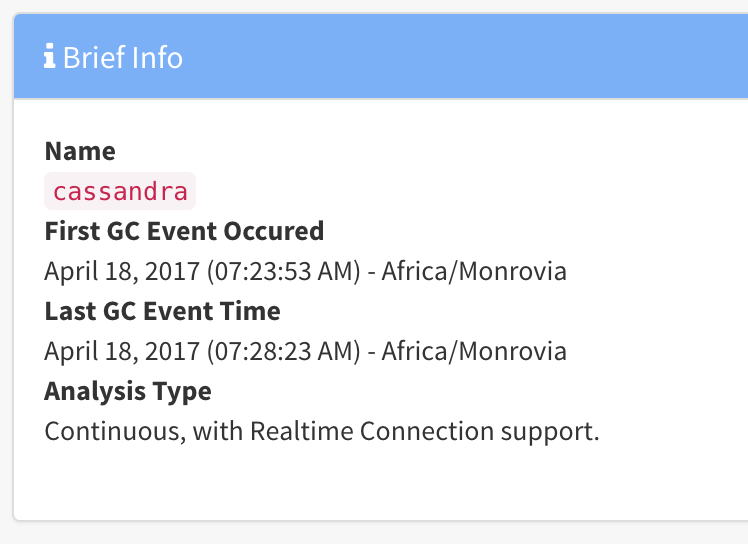 Brief Info
Name
cassandra
First GC Event Occured
April 18, 2017 (07:23:53 AM) - Africa/Monrovia
Last GC Event Time
April 18, 2017 (07:28:23 AM) - Africa/Monrovia
Analysis Type
Continuous, with Realtime Connection support.